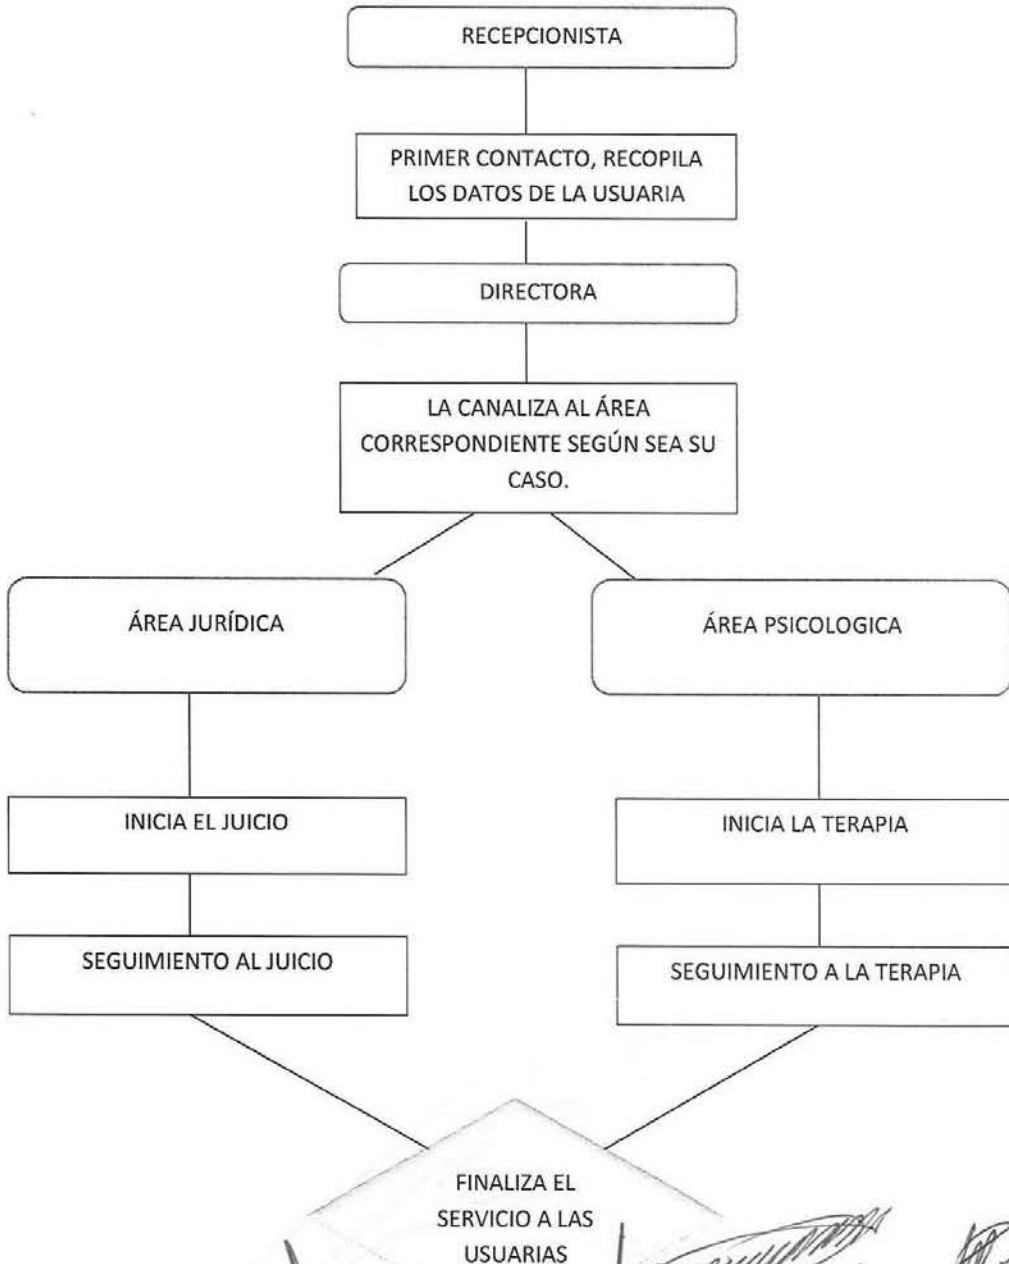 RECEPCIONISTA
PRIMER CONTACTO, RECOPILA
LOS DATOS DE LA USUARIA
DIRECTORA
LA CANALIZA AL ÁREA
CORRESPONDIENTE SEGÚN SEA SU
CASO.
ÁREA JURÍDICA
ÁREA PSICOLOGICA
INICIA EL JUICIO
INICIA LA TERAPIA
SEGUIMIENTO AL JUICIO
SEGUIMIENTO A LA TERAPIA
FINALIZA EL
SERVICIO A LAS
USUARIAS